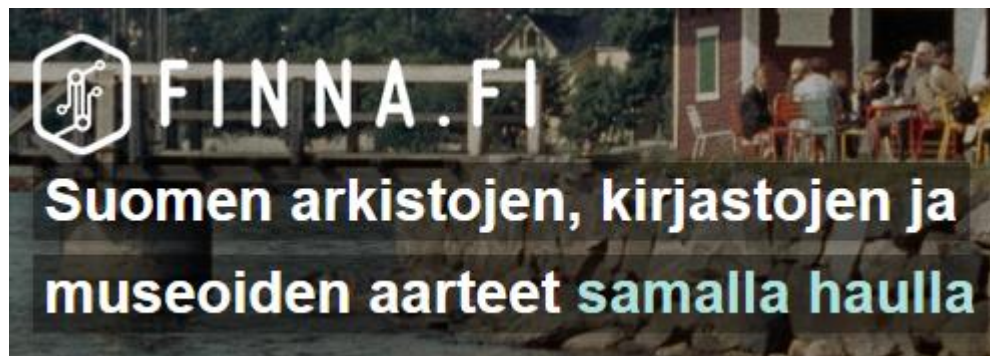 FINNA.FI
Suomen arkistojen, kirjastojen ja
museoiden aarteet samalla haulla